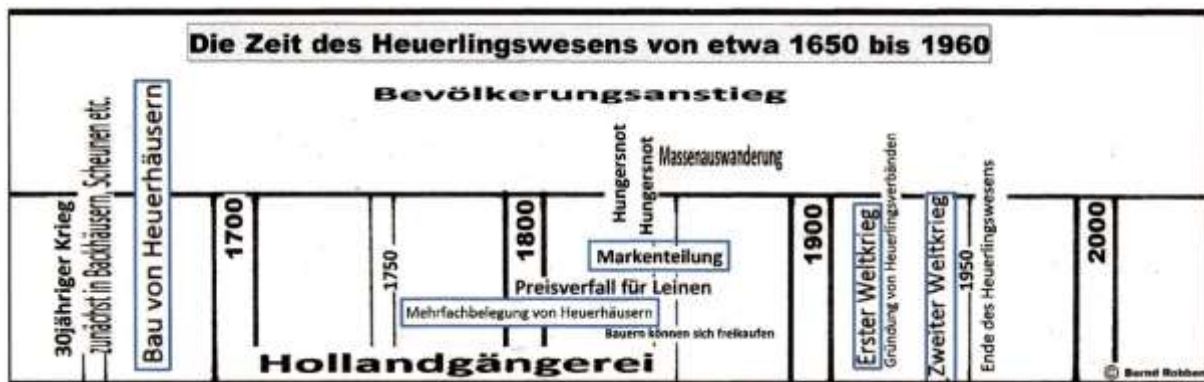 Die Zeit des Heuerlingswesens von etwa 1650 bis 1960
Bevölkerungsanstieg
30jähriger Krieg
zunächst in Backhäusern, Scheunen etc.
Bau von Heuerhäusern
1700
1750
1800
Hungersnot
Hungersnot
Massenauswanderung
Markenteilung
Preisverfall für Leinen
Mehrfachbelegung von Heuerhäusern
Bauern können sich freikaufen
Hollandgängerei
1900
Erster Weltkrieg
Gründung von Heuerlingsverbänden
Zweiter Weltkrieg
1950
Ende des Heuerlingswesens
2000
© Bernd Robben